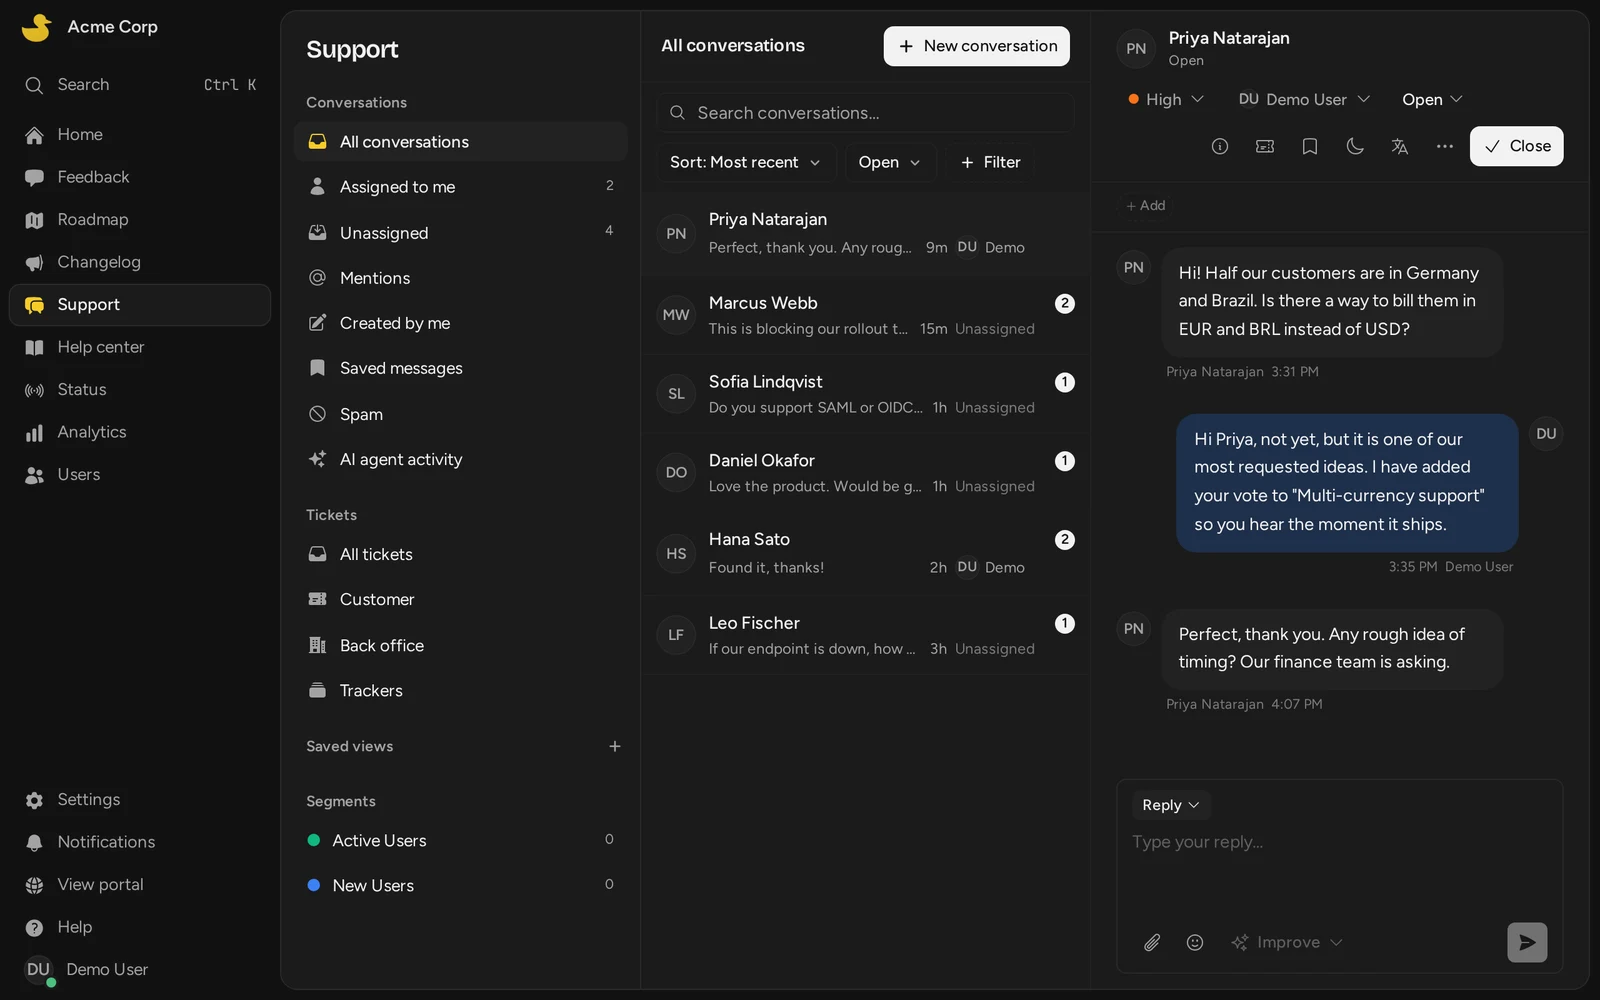 Acme Corp
Search Ctrl K
Home
Feedback
Roadmap
Changelog
Support
Help center
Status
Analytics
Users
Settings
Notifications
View portal
Help
DU Demo User
Support
Conversations
All conversations
Assigned to me 2
Unassigned 4
Mentions
Created by me
Saved messages
Spam
AI agent activity
Tickets
All tickets
Customer
Back office
Trackers
Saved views +
Segments
Active Users 0
New Users 0
All conversations
+ New conversation
Search conversations...
Sort: Most recent Open + Filter
PN Priya Natarajan
Perfect, thank you. Any roug... 9m DU Demo
MW Marcus Webb 2
This is blocking our rollout t... 15m Unassigned
SL Sofia Lindqvist 1
Do you support SAML or OIDC... 1h Unassigned
DO Daniel Okafor 1
Love the product. Would be g... 1h Unassigned
HS Hana Sato 2
Found it, thanks! 2h DU Demo
LF Leo Fischer 1
If our endpoint is down, how ... 3h Unassigned
PN Priya Natarajan
Open
High DU Demo User Open
Close
+ Add
PN
Hi! Half our customers are in Germany
and Brazil. Is there a way to bill them in
EUR and BRL instead of USD?
Priya Natarajan 3:31 PM
DU
Hi Priya, not yet, but it is one of our
most requested ideas. I have added
your vote to "Multi-currency support"
so you hear the moment it ships.
3:35 PM Demo User
PN
Perfect, thank you. Any rough idea of
timing? Our finance team is asking.
Priya Natarajan 4:07 PM
Reply
Type your reply...
Improve